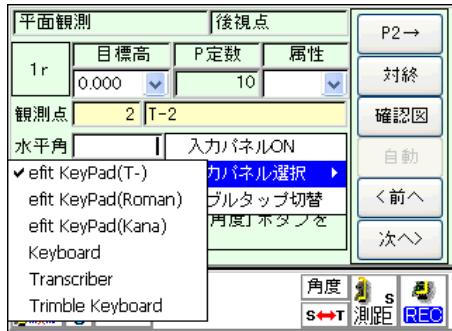 平面観測 後視点
P2→
1r 目標高 P定数 属性
0.000 10
対終
観測点 2 T-2
確認図
水平角 入力パネルON
自動
efit KeyPad(T-) 力パネル選択
efit KeyPad(Roman) ブルタップ切替
<前へ
efit KeyPad(Kana) 角度]ボタンを
次へ>
Keyboard
Transcriber
Trimble Keyboard
角度 S
S↔T 測距 REC